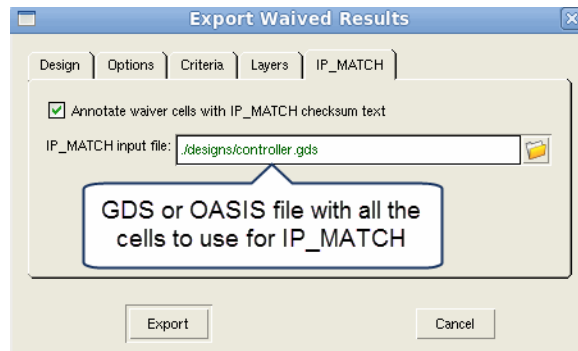 Export Waived Results
Design Options Criteria Layers IP_MATCH
Annotate waiver cells with IP_MATCH checksum text
IP_MATCH input file: ./designs/controller.gds
GDS or OASIS file with all the
cells to use for IP_MATCH
Export Cancel